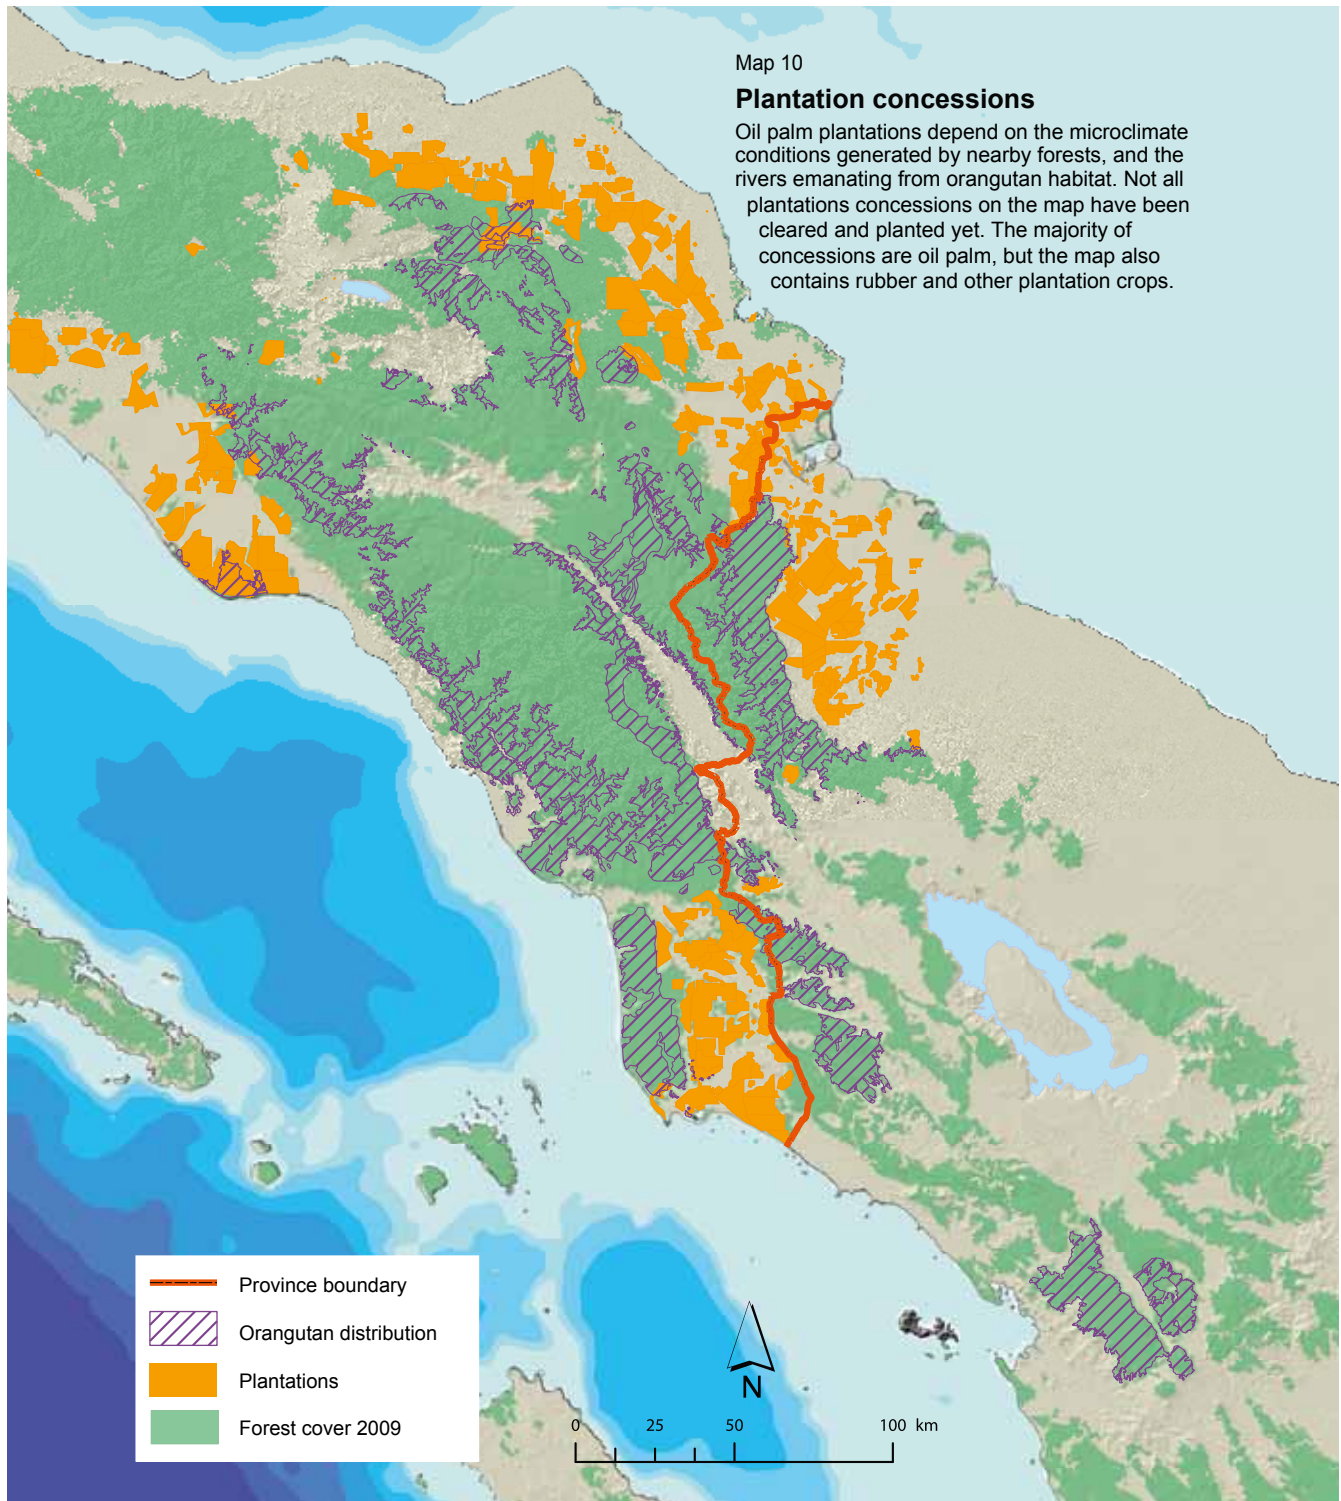 Map 10
Plantation concessions
Oil palm plantations depend on the microclimate
conditions generated by nearby forests, and the
rivers emanating from orangutan habitat. Not all
plantations concessions on the map have been
cleared and planted yet. The majority of
concessions are oil palm, but the map also
contains rubber and other plantation crops.
Province boundary
Orangutan distribution
Plantations
Forest cover 2009
N
0 25 50 100 km